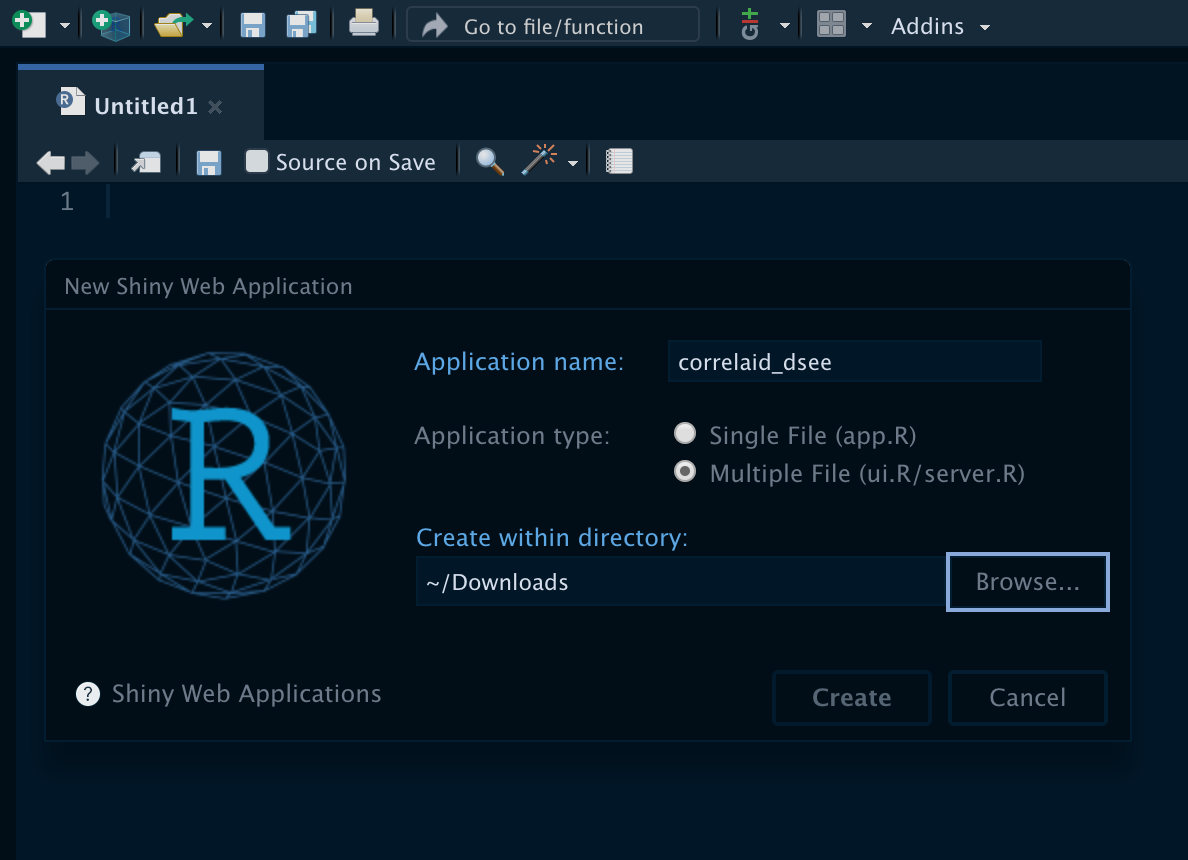 Go to file/function
Addins
R
Untitled1
Source on Save
1
New Shiny Web Application
R
Application name: correlaid_dsee
Application type: Single File (app.R)
Multiple File (ui.R/server.R)
Create within directory:
~/Downloads Browse...
? Shiny Web Applications Create Cancel